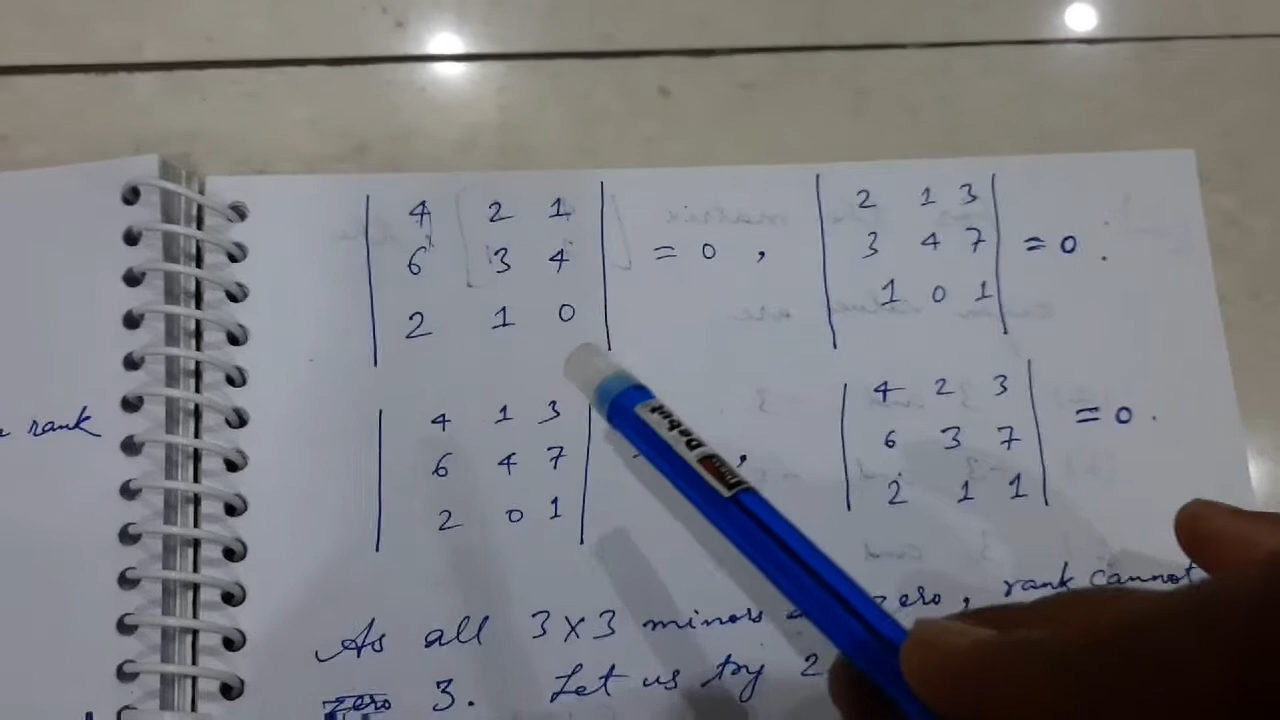 4 2 1
6 3 4 = 0 ,
2 1 0
2 1 3
3 4 7 = 0 .
1 0 1
4 1 3
6 4 7 ,
2 0 1
4 2 3
6 3 7 = 0 .
2 1 1
rank
As all 3×3 minors zero, rank cannot
zero 3. Let us try 2
Debut